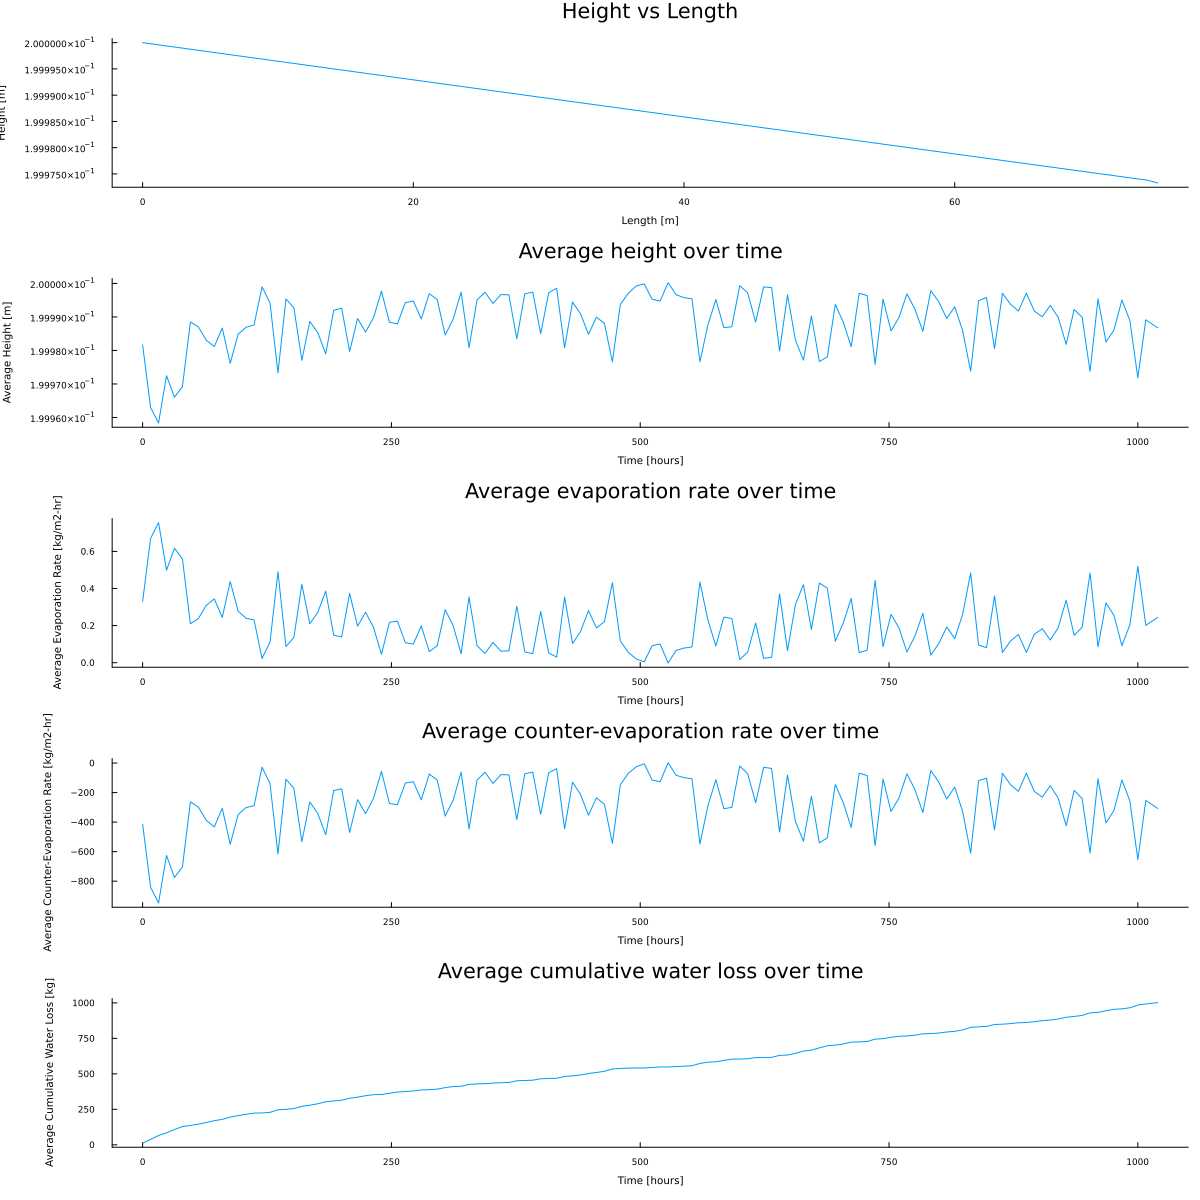 Height vs Length
Height [m]
2.000000×10⁻¹
1.999950×10⁻¹
1.999900×10⁻¹
1.999850×10⁻¹
1.999800×10⁻¹
1.999750×10⁻¹
0 20 40 60
Length [m]
Average height over time
Average Height [m]
2.00000×10⁻¹
1.99990×10⁻¹
1.99980×10⁻¹
1.99970×10⁻¹
1.99960×10⁻¹
0 250 500 750 1000
Time [hours]
Average evaporation rate over time
Average Evaporation Rate [kg/m2-hr]
0.6
0.4
0.2
0.0
0 250 500 750 1000
Time [hours]
Average counter-evaporation rate over time
Average Counter-Evaporation Rate [kg/m2-hr]
0
−200
−400
−600
−800
0 250 500 750 1000
Time [hours]
Average cumulative water loss over time
Average Cumulative Water Loss [kg]
1000
750
500
250
0
0 250 500 750 1000
Time [hours]